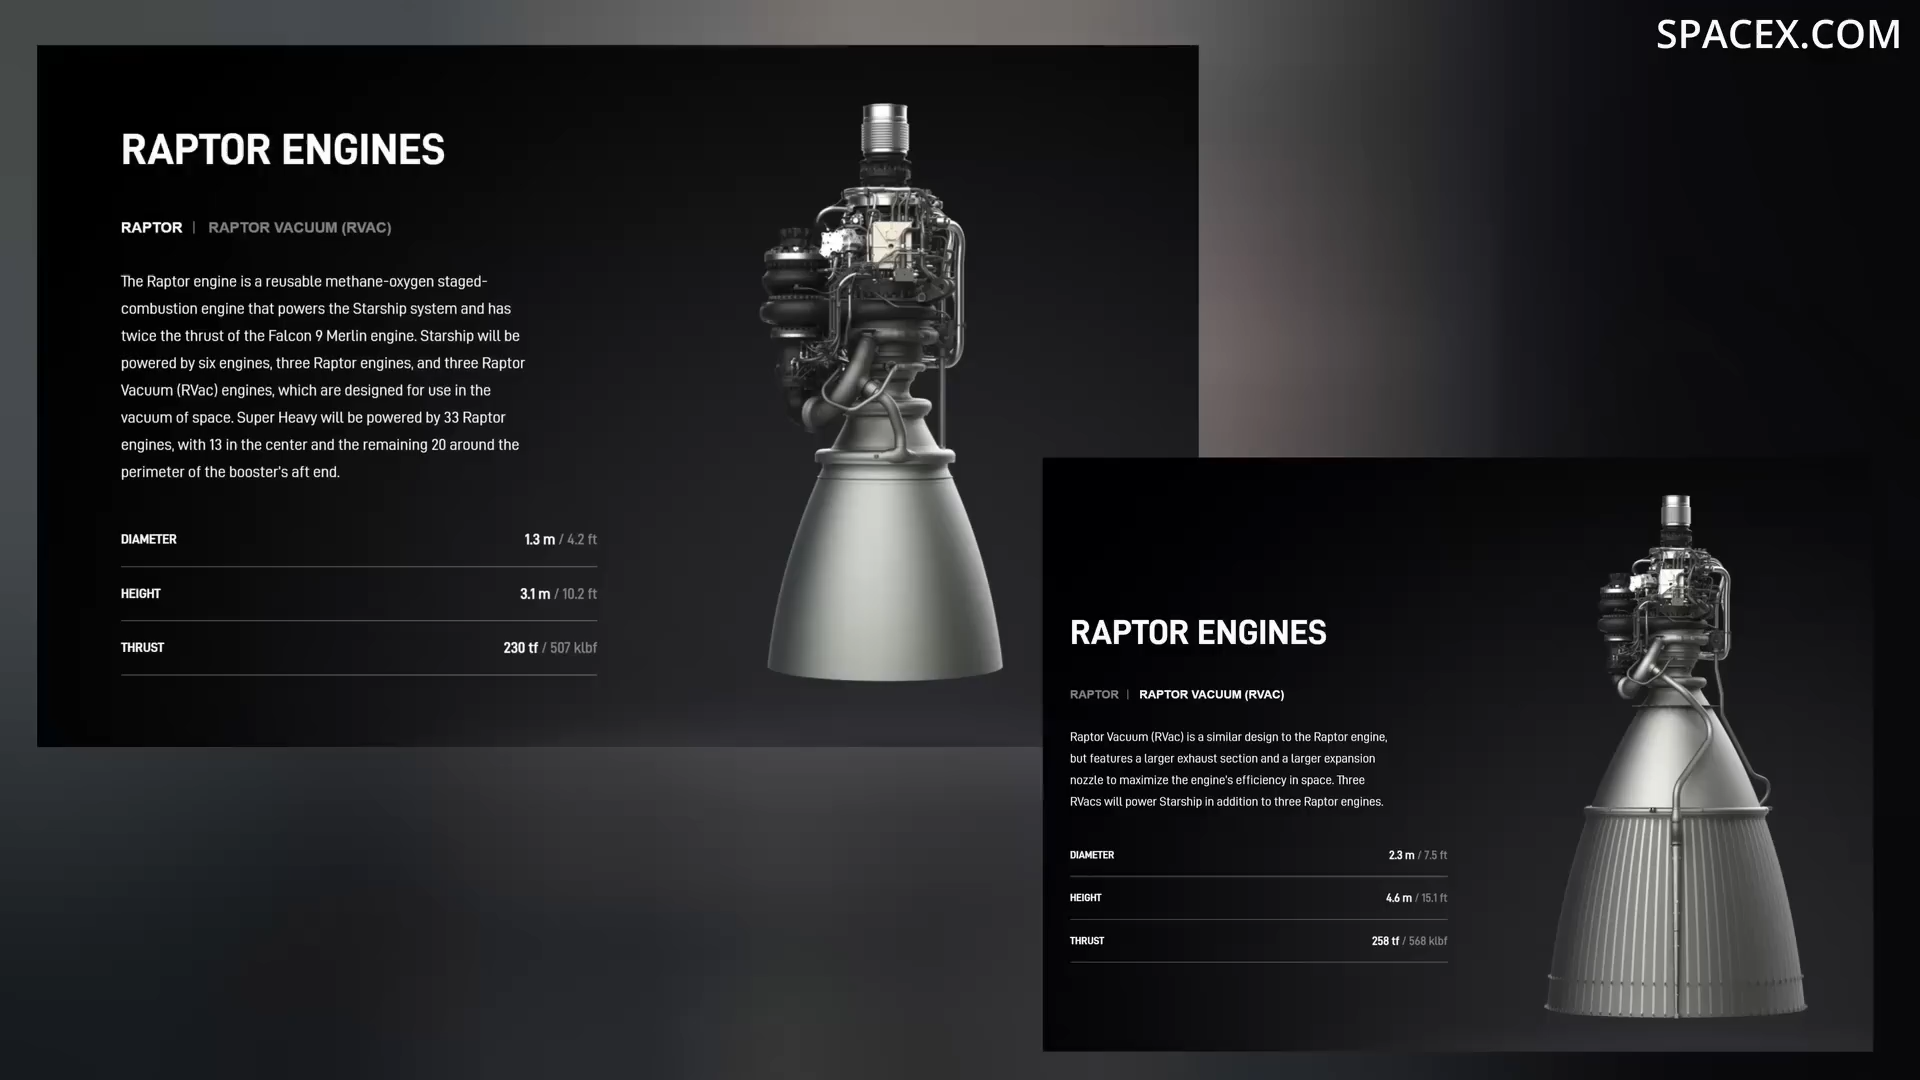 SPACEX.COM
RAPTOR ENGINES
RAPTOR | RAPTOR VACUUM (RVAC)
The Raptor engine is a reusable methane-oxygen staged-
combustion engine that powers the Starship system and has
twice the thrust of the Falcon 9 Merlin engine. Starship will be
powered by six engines, three Raptor engines, and three Raptor
Vacuum (RVac) engines, which are designed for use in the
vacuum of space. Super Heavy will be powered by 33 Raptor
engines, with 13 in the center and the remaining 20 around the
perimeter of the booster's aft end.
DIAMETER 1.3 m / 4.2 ft
HEIGHT 3.1 m / 10.2 ft
THRUST 230 tf / 507 klbf
RAPTOR ENGINES
RAPTOR | RAPTOR VACUUM (RVAC)
Raptor Vacuum (RVac) is a similar design to the Raptor engine,
but features a larger exhaust section and a larger expansion
nozzle to maximize the engine's efficiency in space. Three
RVacs will power Starship in addition to three Raptor engines.
DIAMETER 2.3 m / 7.5 ft
HEIGHT 4.6 m / 15.1 ft
THRUST 258 tf / 568 klbf